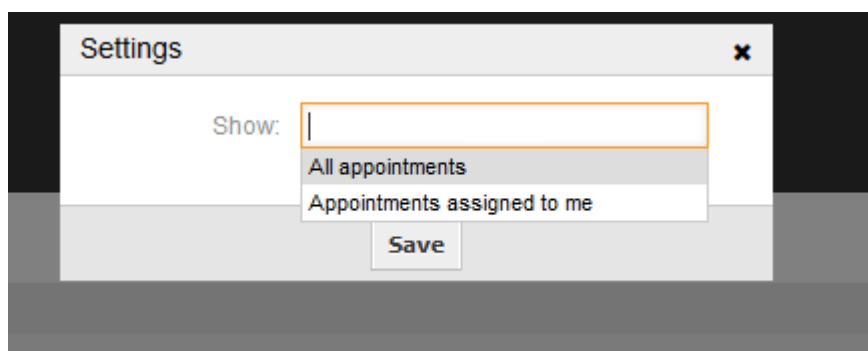 Settings
Show:
All appointments
Appointments assigned to me
Save